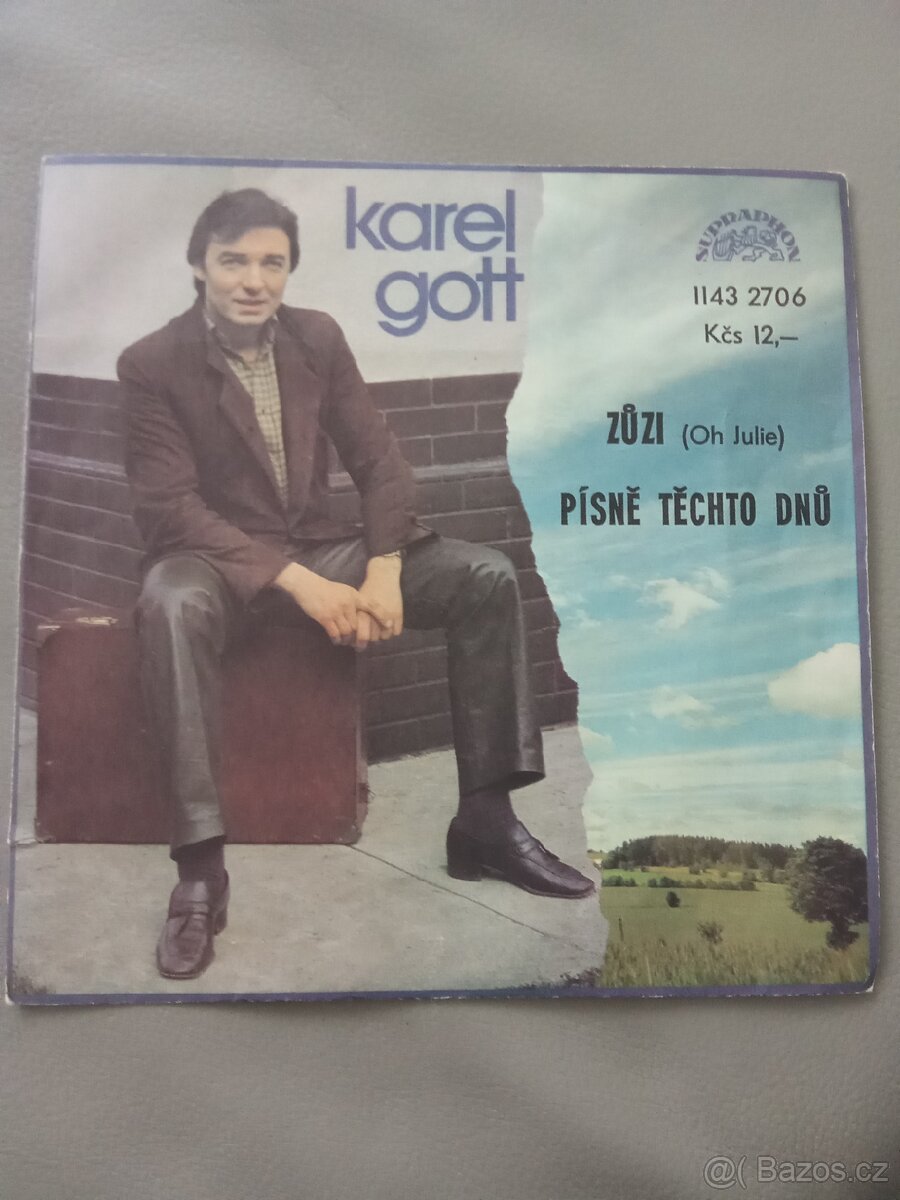 karel
gott
SUPRAPHON
1143 2706
Kčs 12,—
ZŮZI (Oh Julie)
PÍSNĚ TĚCHTO DNŮ
@( Bazos.cz